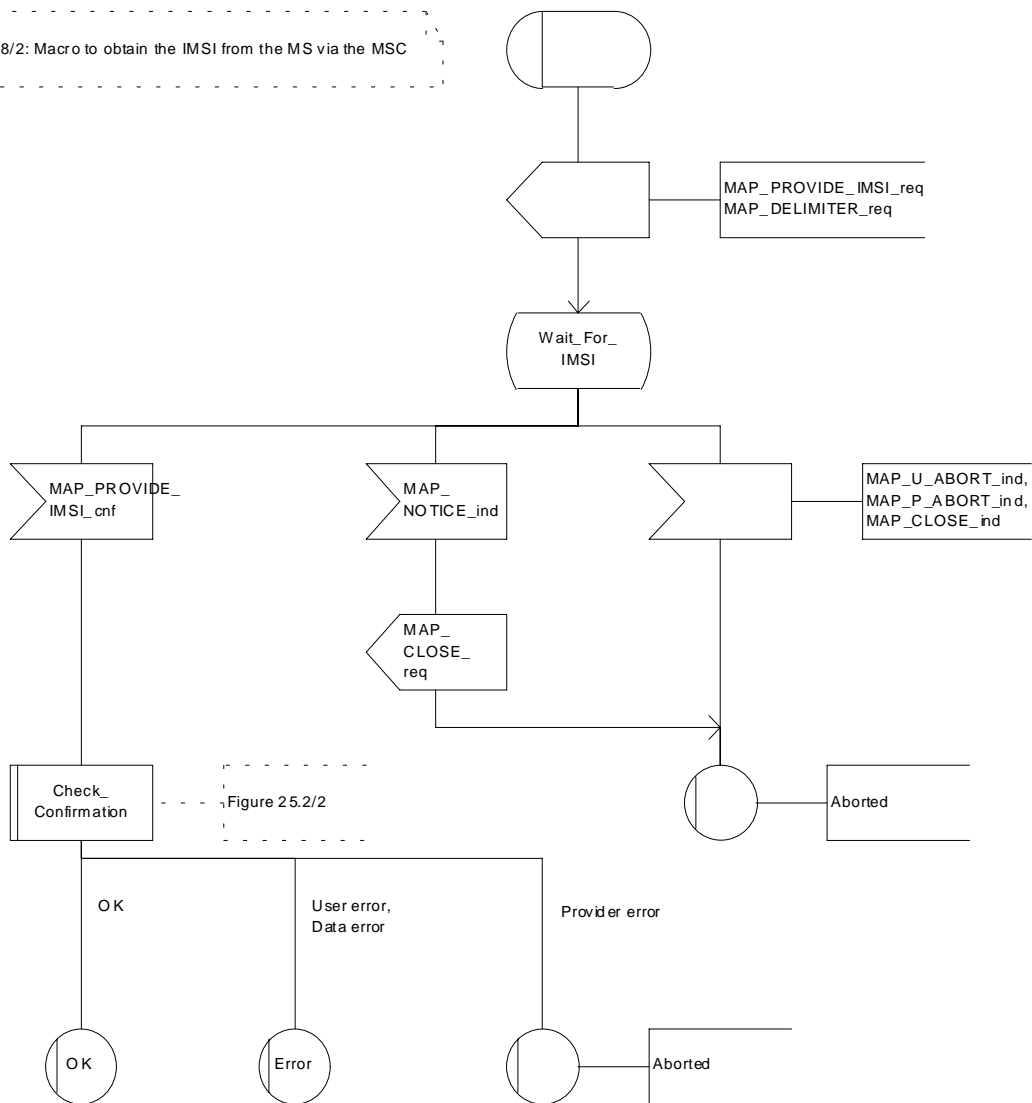 8/2: Macro to obtain the IMSI from the MS via the MSC
MAP_PROVIDE_IMSI_req
MAP_DELIMITER_req
Wait_For_
IMSI
MAP_PROVIDE_
IMSI_cnf
MAP_
NOTICE_ind
MAP_U_ABORT_ind,
MAP_P_ABORT_ind,
MAP_CLOSE_ind
MAP_
CLOSE_
req
Check_
Confirmation
Figure 25.2/2
Aborted
OK
User error,
Data error
Provider error
OK
Error
Aborted